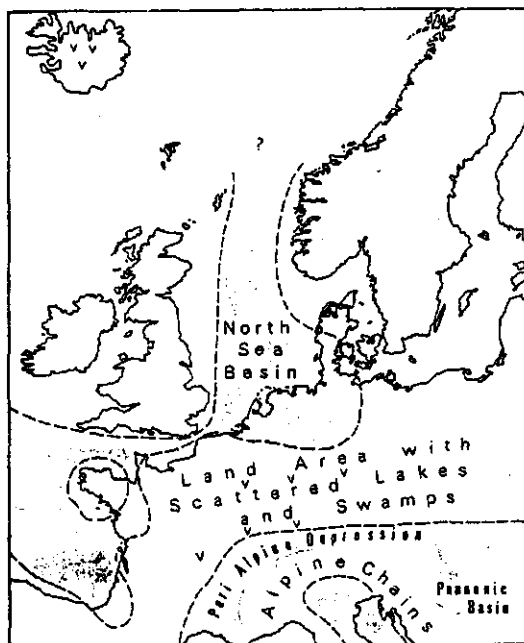 ?
North
Sea
Basin
Land Area with
Scattered Lakes
and Swamps
Peri Alpine Depression
Alpine Chains
Pannonic
Basin